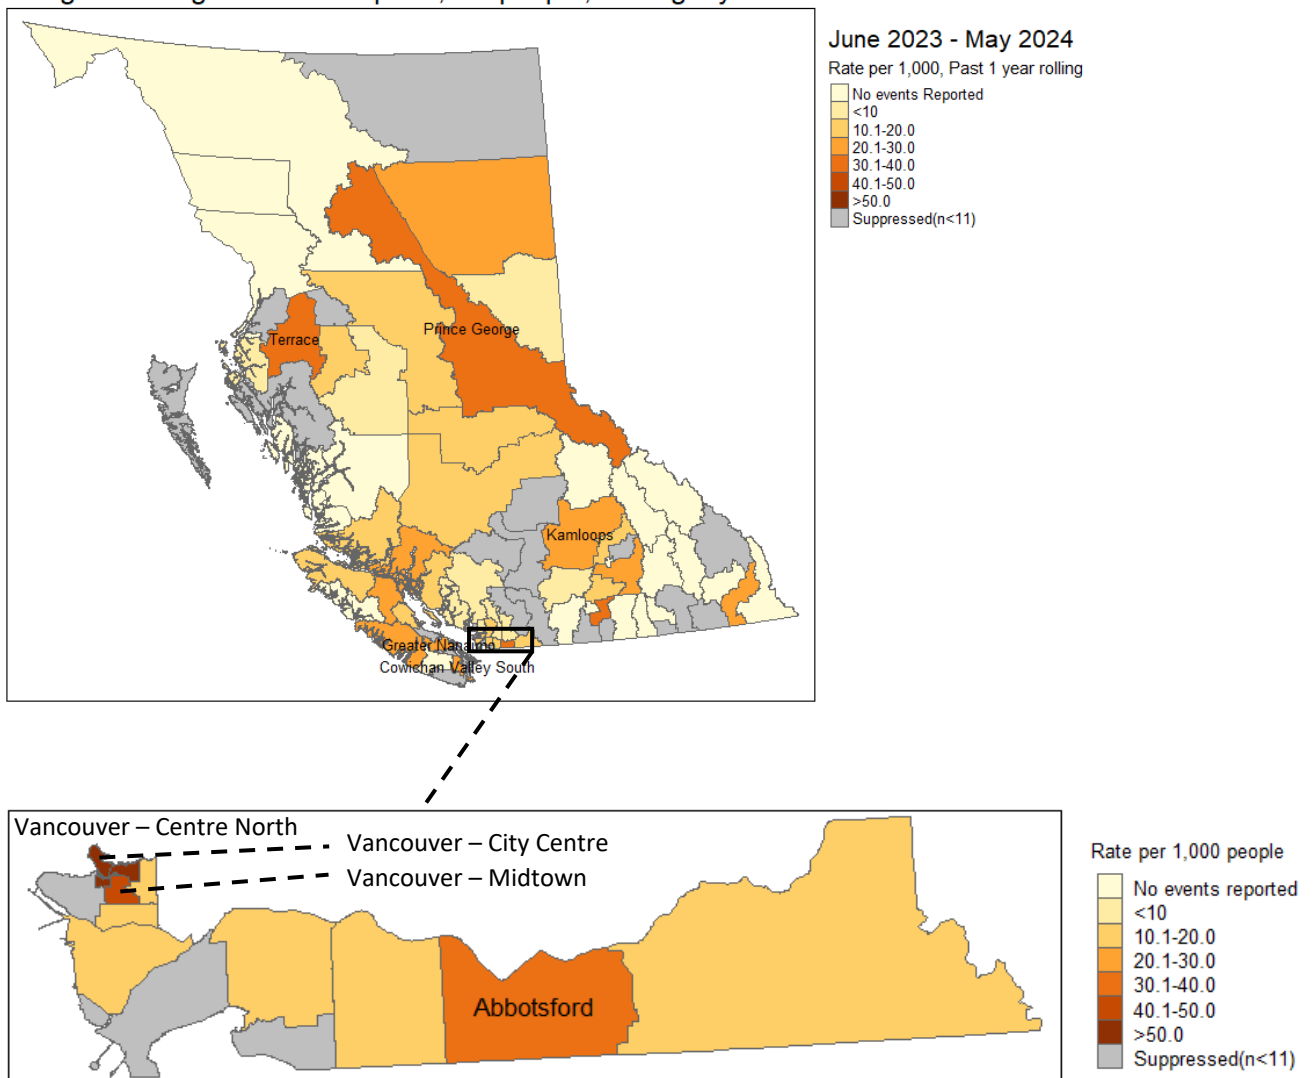 June 2023 - May 2024
Rate per 1,000, Past 1 year rolling
No events Reported
<10
10.1-20.0
20.1-30.0
30.1-40.0
40.1-50.0
>50.0
Suppressed(n<11)
Prince George
Terrace
Kamloops
Greater Nanaimo
Cowichan Valley South
Vancouver – Centre North
Vancouver – City Centre
Vancouver – Midtown
Abbotsford
Rate per 1,000 people
No events reported
<10
10.1-20.0
20.1-30.0
30.1-40.0
40.1-50.0
>50.0
Suppressed(n<11)